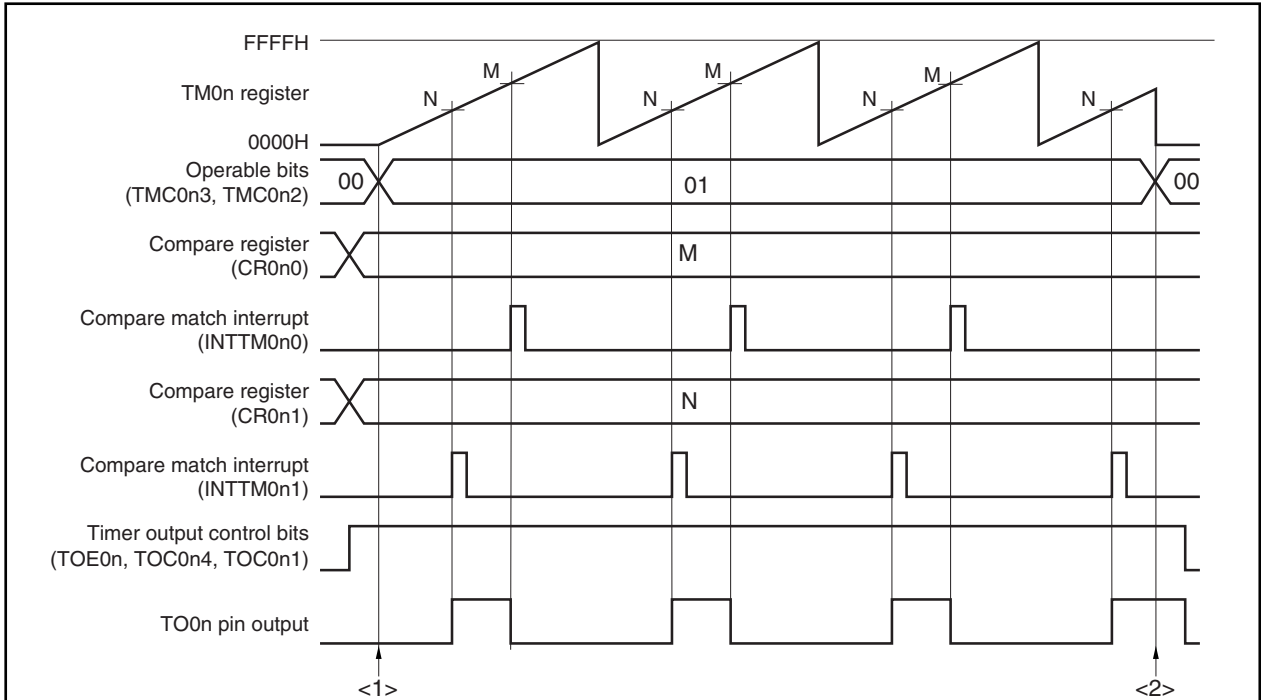 FFFFH
M M M
TM0n register
N N N N
0000H
Operable bits
(TMC0n3, TMC0n2)
00 01 00
Compare register
(CR0n0)
M
Compare match interrupt
(INTTM0n0)
Compare register
(CR0n1)
N
Compare match interrupt
(INTTM0n1)
Timer output control bits
(TOE0n, TOC0n4, TOC0n1)
TO0n pin output
<1> <2>